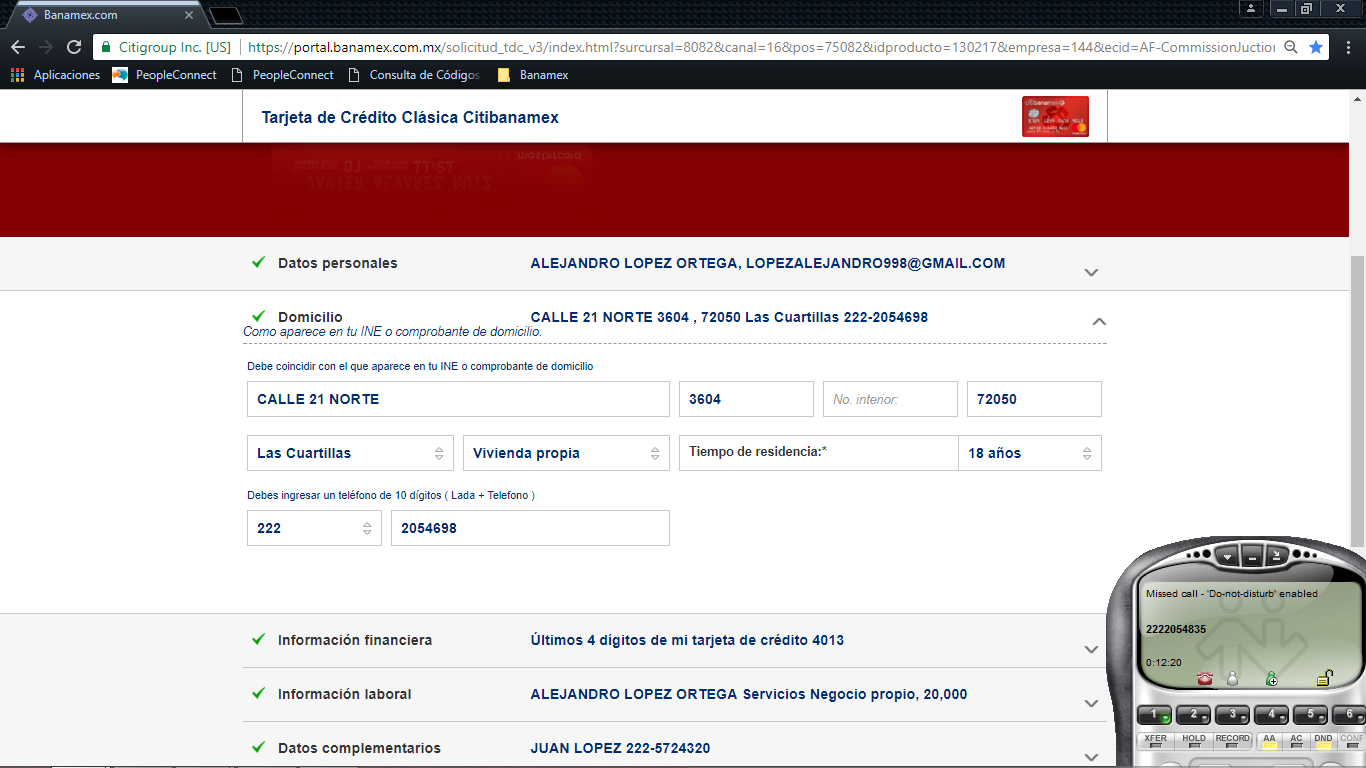 Banamex.com
Citigroup Inc. [US] https://portal.banamex.com.mx/solicitud_tdc_v3/index.html?surcursal=8082&canal=16&pos=75082&idproducto=130217&empresa=144&ecid=AF-CommissionJuctio
Aplicaciones PeopleConnect PeopleConnect Consulta de Códigos Banamex
Tarjeta de Crédito Clásica Citibanamex
citibanamex
mastercard
JAVIER ALVAREZ RUIZ
Datos personales ALEJANDRO LOPEZ ORTEGA, LOPEZALEJANDRO998@GMAIL.COM
Domicilio CALLE 21 NORTE 3604 , 72050 Las Cuartillas 222-2054698
Como aparece en tu INE o comprobante de domicilio.
Debe coincidir con el que aparece en tu INE o comprobante de domicilio
CALLE 21 NORTE 3604 No. interior: 72050
Las Cuartillas Vivienda propia Tiempo de residencia:* 18 años
Debes ingresar un teléfono de 10 dígitos ( Lada + Telefono )
222 2054698
Missed call - 'Do-not-disturb' enabled
2222054835
0:12:20
Información financiera Últimos 4 dígitos de mi tarjeta de crédito 4013
Información laboral ALEJANDRO LOPEZ ORTEGA Servicios Negocio propio, 20,000
1 2 3 4 5 6
XFER HOLD RECORD AA AC DND CONF
Datos complementarios JUAN LOPEZ 222-5724320